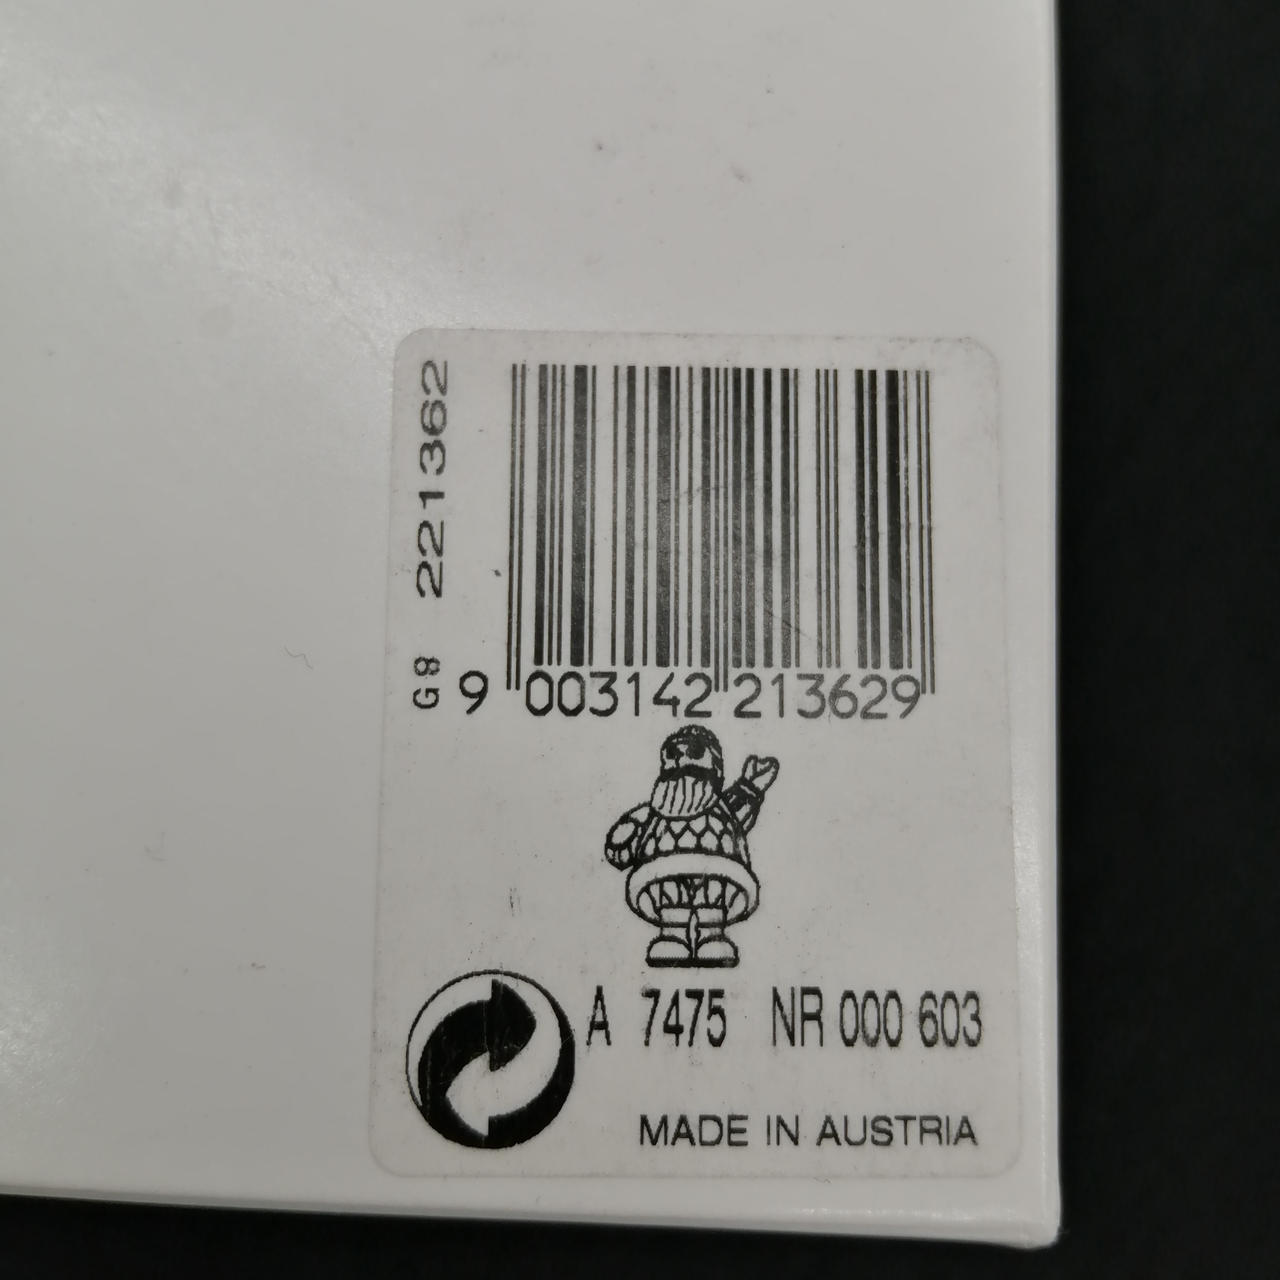 G8 221362
9 003142 213629
A 7475 NR 000 603
MADE IN AUSTRIA